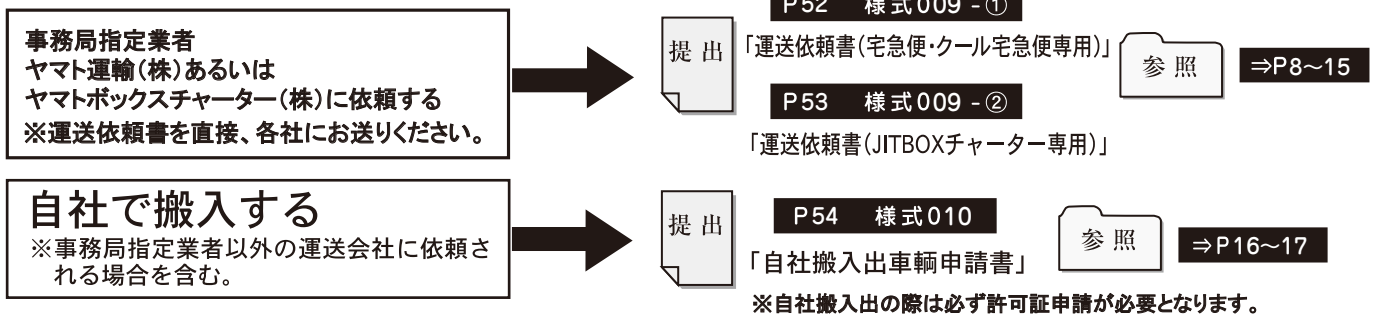 事務局指定業者
ヤマト運輸(株)あるいは
ヤマトボックスチャーター(株)に依頼する
※運送依頼書を直接、各社にお送りください。
提 出
P52 様式009 -①
「運送依頼書(宅急便・クール宅急便専用)」
参 照
⇒P8〜15
P53 様式009 -②
「運送依頼書(JITBOXチャーター専用)」
自社で搬入する
※事務局指定業者以外の運送会社に依頼さ
れる場合を含む。
提 出
P54 様式010
「自社搬入出車輌申請書」
参 照
⇒P16〜17
※自社搬入出の際は必ず許可証申請が必要となります。